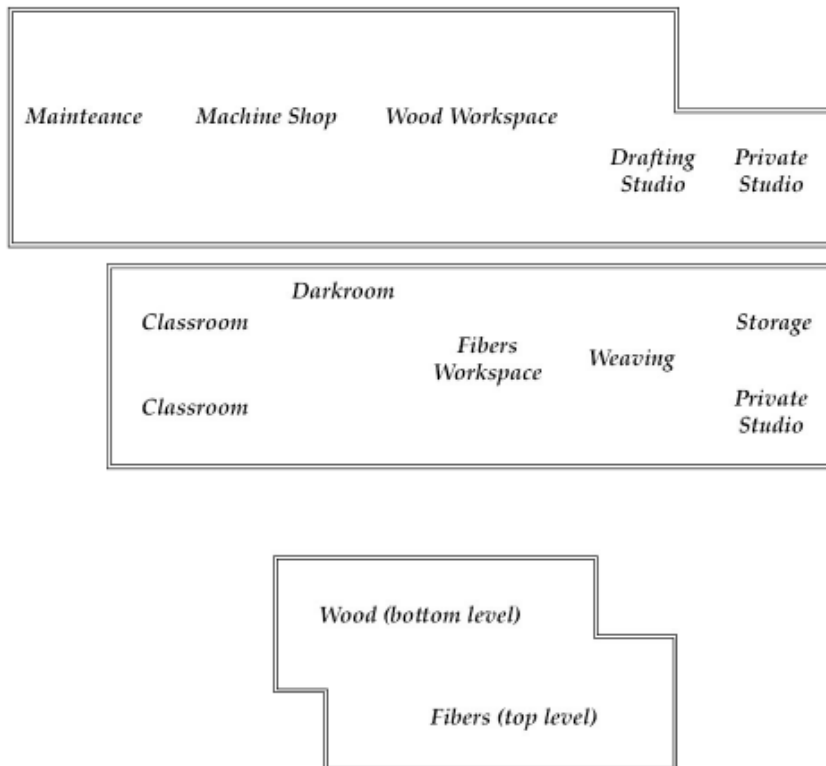 Mainteance
Machine Shop
Wood Workspace
Drafting
Studio
Private
Studio
Darkroom
Classroom
Storage
Fibers
Workspace
Weaving
Classroom
Private
Studio
Wood (bottom level)
Fibers (top level)